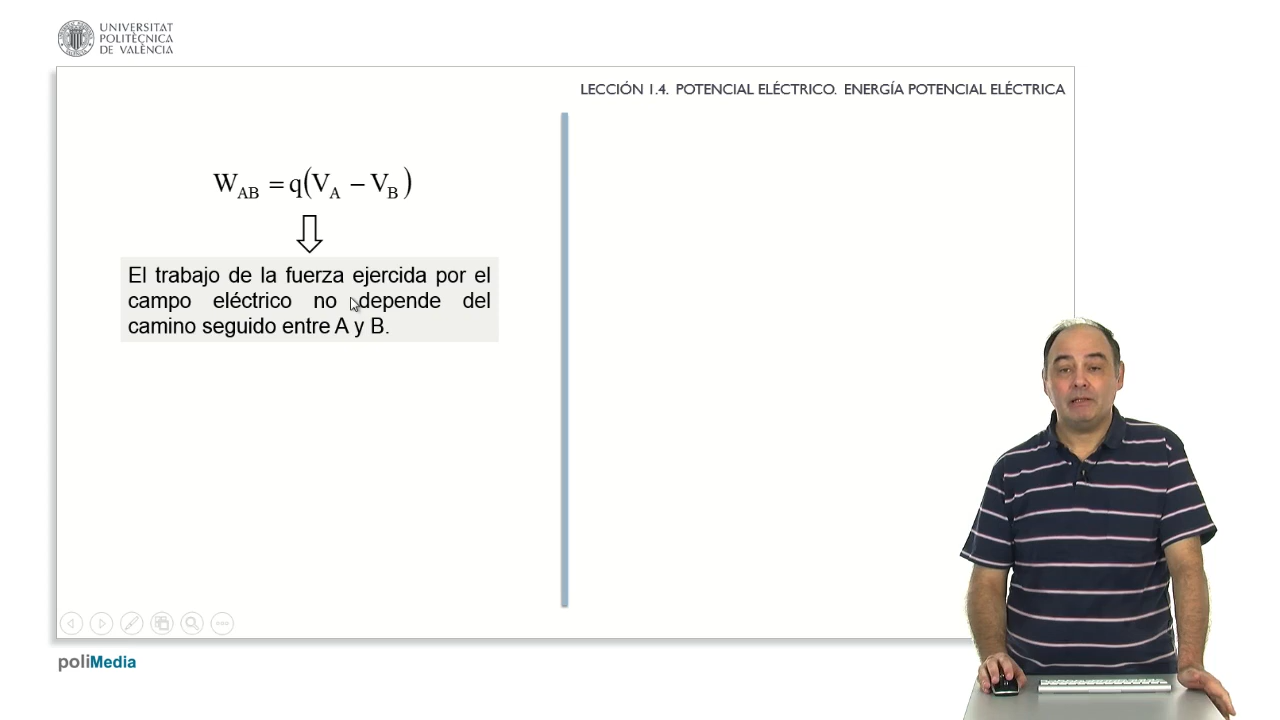 UNIVERSITAT
POLITÈCNICA
DE VALÈNCIA
LECCIÓN 1.4. POTENCIAL ELÉCTRICO. ENERGÍA POTENCIAL ELÉCTRICA
W_AB = q(V_A − V_B)
El trabajo de la fuerza ejercida por el
campo eléctrico no depende del
camino seguido entre A y B.
poliMedia